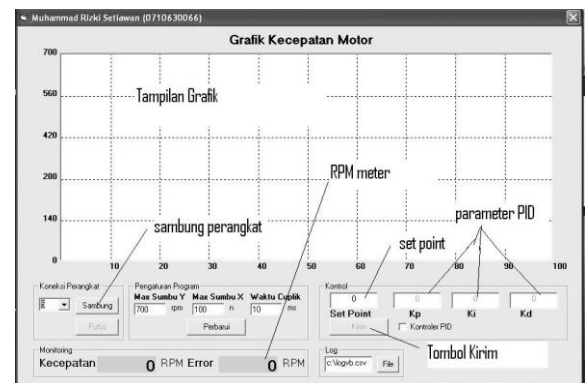 Muhammad Rizki Setiawan (0710630066)
Grafik Kecepatan Motor
700
560
420
280
140
0
10 20 30 40 50 60 70 80 90 100
Tampilan Grafik
RPM meter
parameter PID
sambung perangkat
set point
Koneksi Perangkat
Sambung
Putus
Pengaturan Program
Max Sumbu Y Max Sumbu X Waktu Cuplik
700 rpm 100 n 10 ms
Perbarui
Kontrol
0 0 0 0
Set Point Kp Ki Kd
Kirim Kontroler PID
Monitoring
Kecepatan 0 RPM Error 0 RPM
Log
c:\logvb.csv File
Tombol Kirim